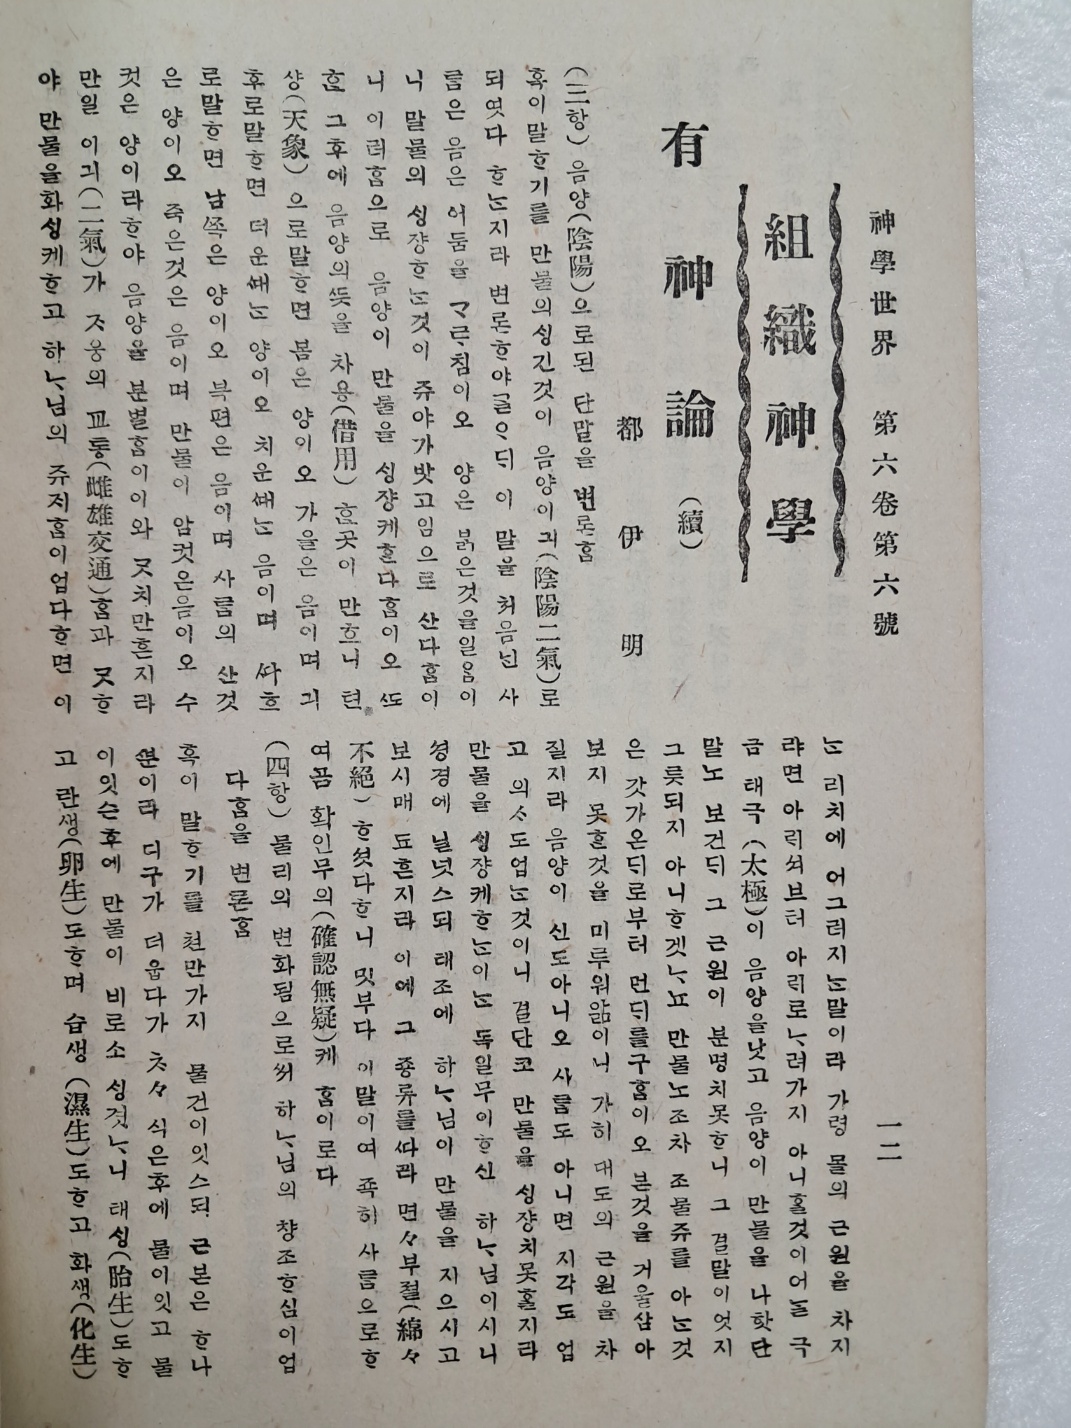 神學世界 第六卷第六號
一二
組織神學
有神論 (續)
都伊明
(三항) 음양(陰陽)으로된 단말을 변론홈
혹이말ᄒᆞ기를 만물의싱긴것이 음양이긔(陰陽二氣)로
되엿다 ᄒᆞᄂᆞᆫ지라 변론ᄒᆞ야ᄀᆞᆯᄋᆞᄃᆡ 이 말을 처음낸 사
ᄅᆞᆷ은 음은 어둠을 ᄀᆞᄅᆞ침이오 양은 붉은것을일ᄋᆞᆷ이
니 말물의 ᄉᆡᆼ쟝ᄒᆞᄂᆞᆫ것이 쥬야가밧고임으로 산다홈이
니 이러홈으로 음양이 만물을 ᄉᆡᆼ쟝케ᄒᆞᆫ다홈이오 ᄯᅩ
ᄒᆞᆫ 그후에 음양의ᄯᅳᆺ을 차용(借用) ᄒᆞᆫ곳이 만흐니 텬
샹(天象) 으로말ᄒᆞ면 봄은 양이오 가을은 음이며 긔
후로말ᄒᆞ면 더운ᄯᅢᄂᆞᆫ 양이오 치운ᄯᅢᄂᆞᆫ 음이며 ᄯᅡ흐
로말ᄒᆞ면 남ᄶᅩᆨ은 양이오 븍편은 음이며 사ᄅᆞᆷ의 산것
은 양이오 죽은것은 음이며 만물이 암컷은음이오 수
컷은 양이라ᄒᆞ야 음양을 분별홈이이와 ᄀᆞᆺ치만흔지라
만일 이긔(二氣)가 ᄌᆞ웅의 교통(雌雄交通)홈과 ᄀᆞᆺᄒᆞ
야 만물을화ᄉᆡᆼ케ᄒᆞ고 하ᄂᆞ님의 쥬저홈이업다ᄒᆞ면 이
ᄂᆞᆫ 리치에 어그러지ᄂᆞᆫ말이라 가령 물의 근원을 차지
랴면 아ᄅᆡ쇠브터 아ᄅᆡ로ᄂᆞ려가지 아니ᄒᆞᆯ것이어ᄂᆞᆯ 극
금 태극(太極)이 음양을낫고 음양이 만물을 나핫단
말노 보건ᄃᆡ 그 근원이 분명치못ᄒᆞ니 그 결말이엇지
그릇되지 아니ᄒᆞ겟ᄂᆞ뇨 만물노조차 조물쥬를 아ᄂᆞᆫ것
은 갓가온ᄃᆡ로부터 먼ᄃᆡ를구홈이오 본것을 거울삼아
보지 못ᄒᆞᆯ것을 미루워앎이니 가히 대도의 근원을 차
질지라 음양이 신도아니오 사ᄅᆞᆷ도 아니면 지각도 업
고 의ᄉᆞ도업ᄂᆞᆫ것이니 결단코 만물을 ᄉᆡᆼ쟝치못ᄒᆞᆯ지라
만물을 ᄉᆡᆼ쟝케ᄒᆞᄂᆞᆫ이ᄂᆞᆫ 독일무이ᄒᆞ신 하ᄂᆞ님이시니
셩경에 닐넛스되 태조에 하ᄂᆞ님이 만물을 지으시고
보시매 됴흔지라 이에 그 죵류를ᄯᅡ라 면々부졀(綿々
不絕) ᄒᆞ셧다ᄒᆞ니 밋부다 이말이여 족히 사ᄅᆞᆷ으로ᄒᆞ
여곰 확인무의(確認無疑)케 홈이로다
(四항) 물리의 변화됨으로써 하ᄂᆞ님의 챵조ᄒᆞ심이업
다홈을 변론홈
혹이 말ᄒᆞ기를 쳔만가지 물건이잇스되 근본은 ᄒᆞ나
ᄲᅮᆫ이라 디구가 더웁다가 ᄎᆞ々 식은후에 물이잇고 물
이잇슨후에 만물이 비로소 ᄉᆡᆼ겻ᄂᆞ니 태ᄉᆡᆼ(胎生)도ᄒᆞ
고 란생(卵生)도ᄒᆞ며 습생 (濕生)도ᄒᆞ고 화생(化生)